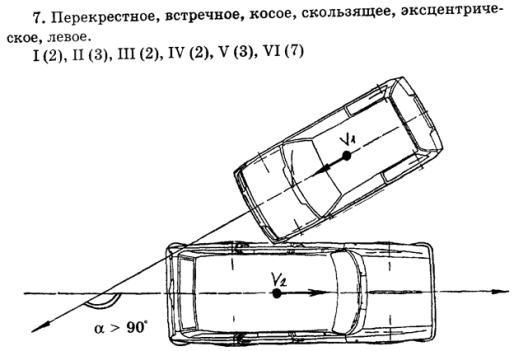 7. Перекрестное, встречное, косое, скользящее, эксцентриче-
ское, левое.
I (2), II (3), III (2), IV (2), V (3), VI (7)
V1
V2
α > 90°